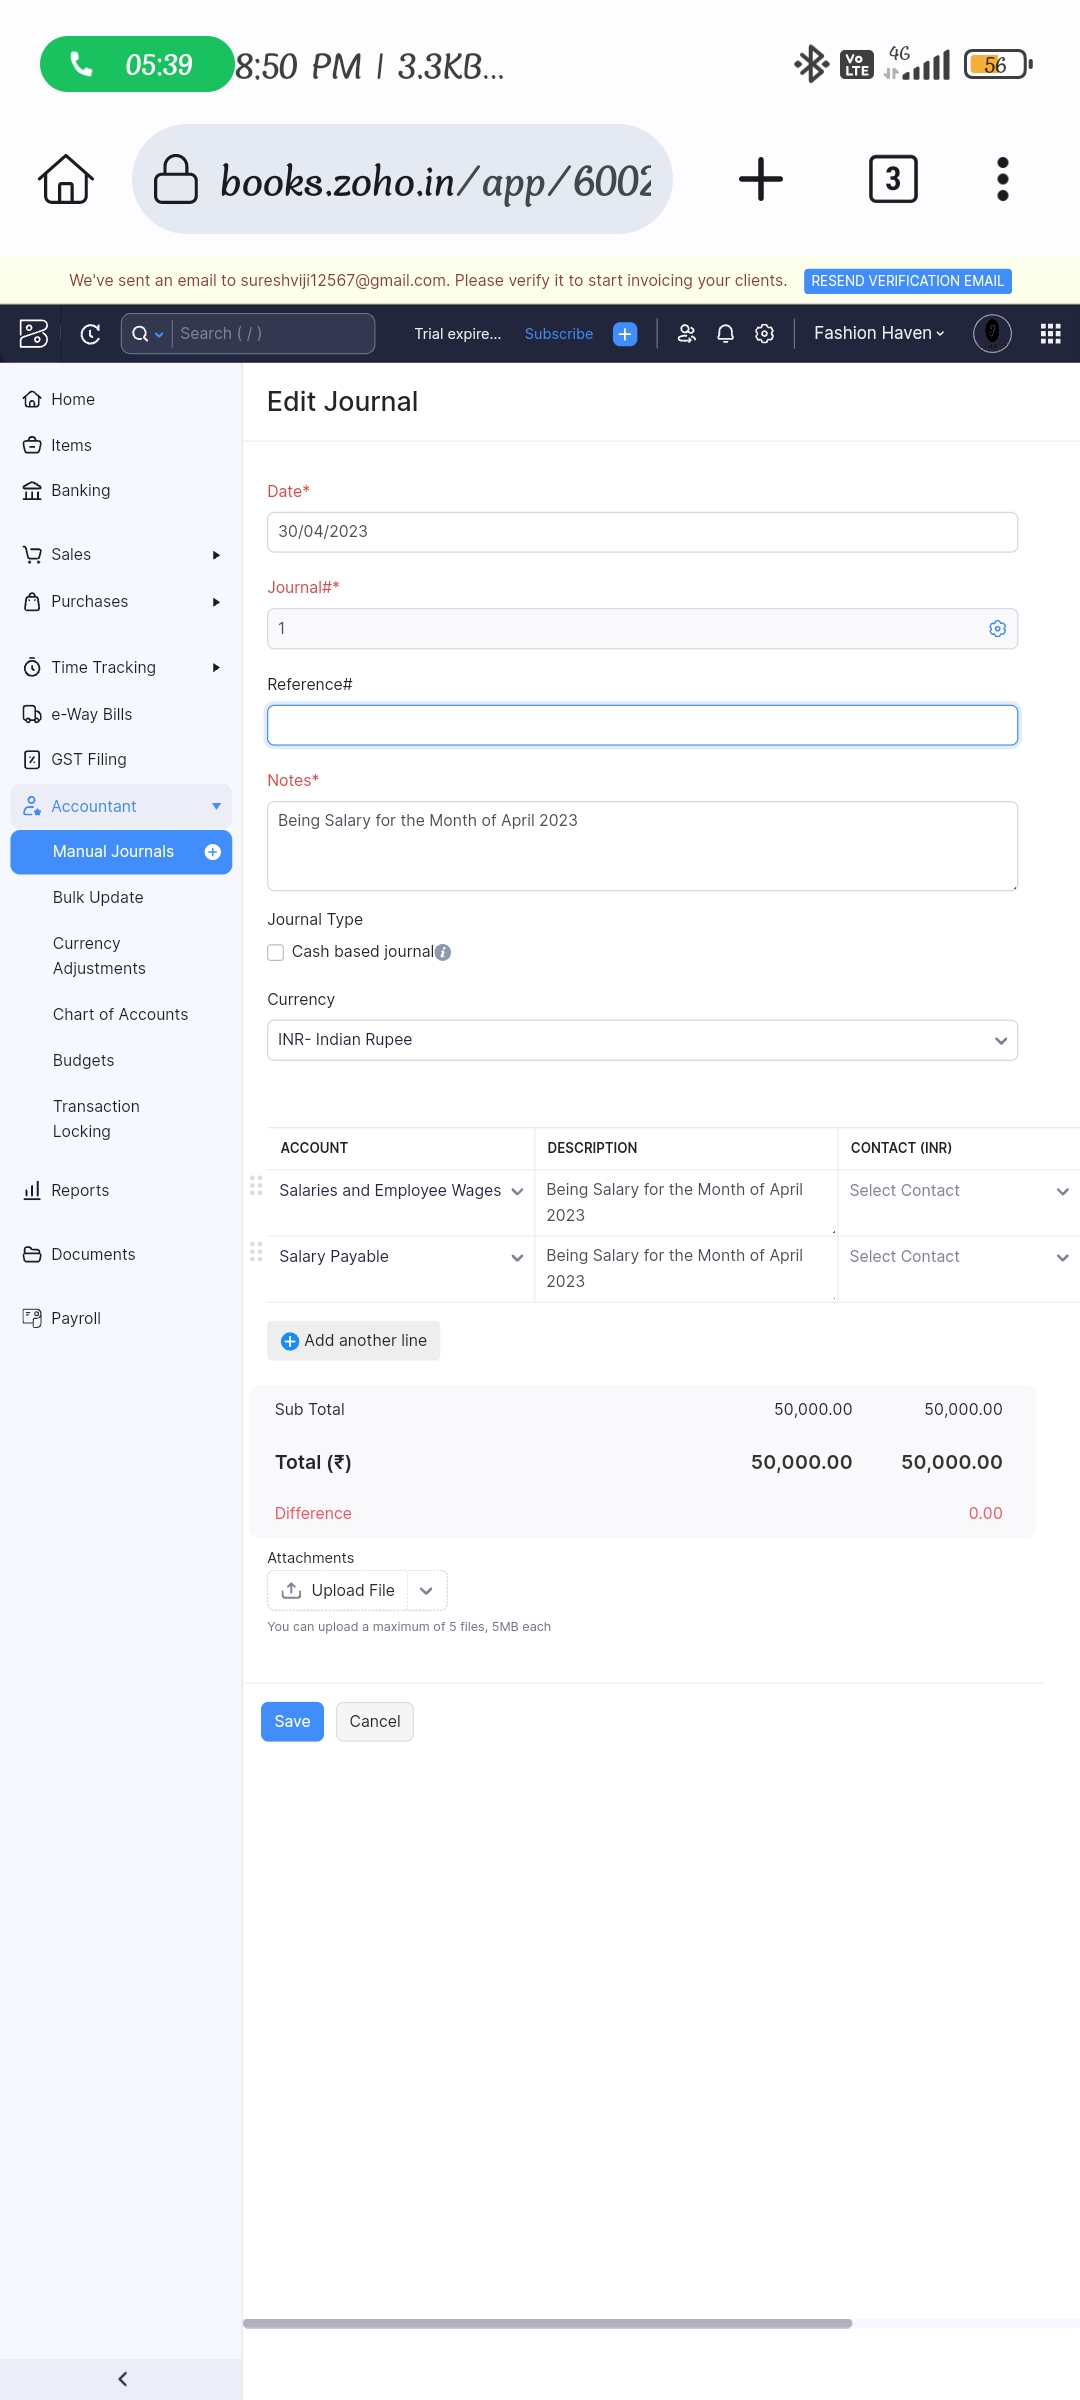 05:39 8:50 PM | 3.3KB... Vo LTE 4G 56
books.zoho.in/app/6002 3
We've sent an email to sureshviji12567@gmail.com. Please verify it to start invoicing your clients. RESEND VERIFICATION EMAIL
Search ( / ) Trial expire... Subscribe Fashion Haven
Home
Items
Banking
Sales
Purchases
Time Tracking
e-Way Bills
GST Filing
Accountant
Manual Journals
Bulk Update
Currency
Adjustments
Chart of Accounts
Budgets
Transaction
Locking
Reports
Documents
Payroll
Edit Journal
Date*
30/04/2023
Journal#*
1
Reference#
Notes*
Being Salary for the Month of April 2023
Journal Type
Cash based journal
Currency
INR- Indian Rupee
ACCOUNT DESCRIPTION CONTACT (INR)
Salaries and Employee Wages Being Salary for the Month of April Select Contact
2023
Salary Payable Being Salary for the Month of April Select Contact
2023
Add another line
Sub Total 50,000.00 50,000.00
Total (₹) 50,000.00 50,000.00
Difference 0.00
Attachments
Upload File
You can upload a maximum of 5 files, 5MB each
Save Cancel